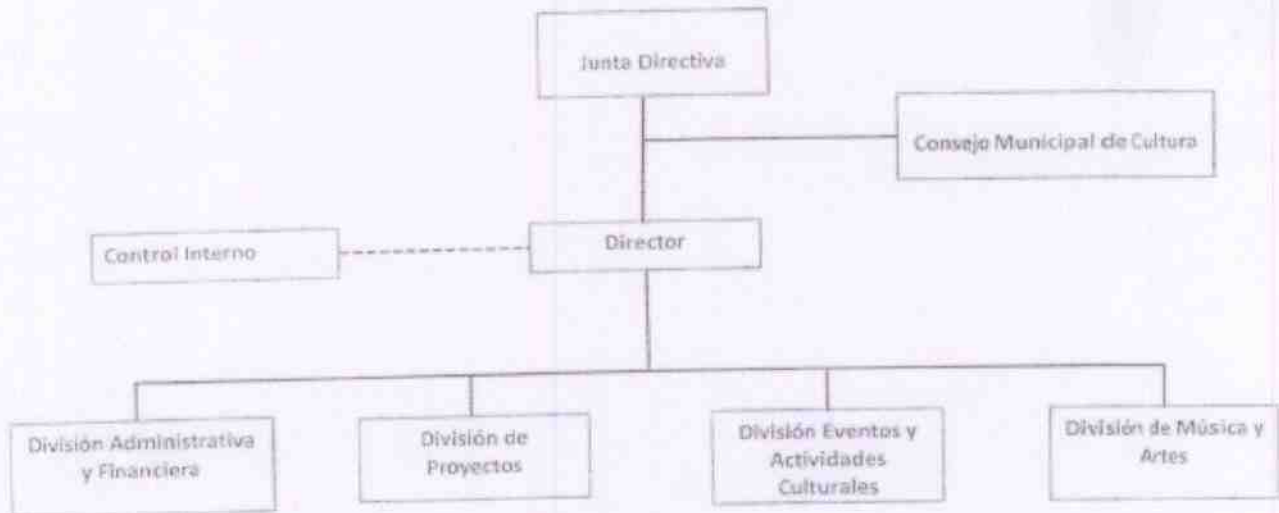 Junta Directiva
Consejo Municipal de Cultura
Director
Control Interno
División Administrativa
y Financiera
División de
Proyectos
División Eventos y
Actividades
Culturales
División de Música y
Artes